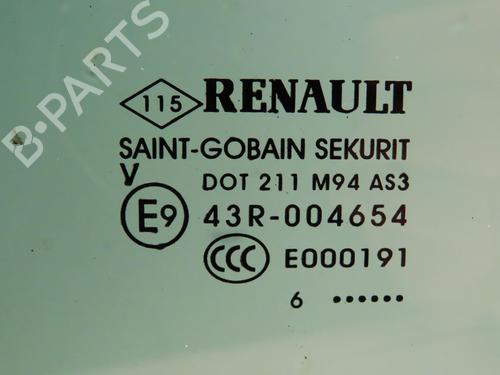 115 RENAULT
SAINT-GOBAIN SEKURIT
V
DOT 211 M94 AS3
E9 43R-004654
CCC E000191
6 ••••••
B-PARTS